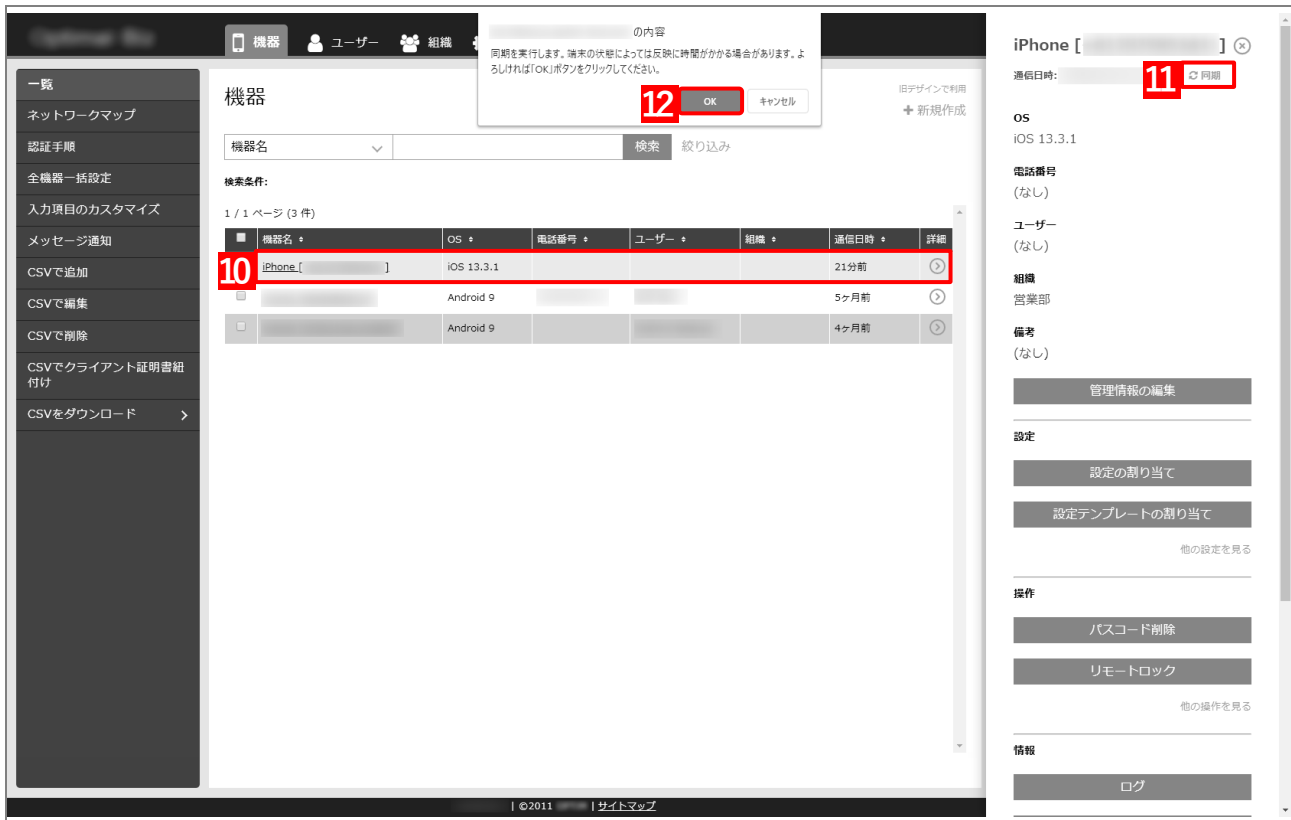 機器
ユーザー
組織
の内容
同期を実行します。端末の状態によっては反映に時間がかかる場合があります。よ
ろしければ「OK」ボタンをクリックしてください。
12
OK
キャンセル
一覧
ネットワークマップ
認証手順
全機器一括設定
入力項目のカスタマイズ
メッセージ通知
CSVで追加
CSVで編集
CSVで削除
CSVでクライアント証明書紐
付け
CSVをダウンロード
機器
旧デザインで利用
新規作成
機器名
検索
絞り込み
検索条件:
1 / 1 ページ (3 件)
機器名 OS 電話番号 ユーザー 組織 通信日時 詳細
10
iPhone [ ] iOS 13.3.1 21分前
Android 9 5ヶ月前
Android 9 4ヶ月前
| ©2011 | サイトマップ
iPhone [ ]
通信日時:
11
同期
OS
iOS 13.3.1
電話番号
(なし)
ユーザー
(なし)
組織
営業部
備考
(なし)
管理情報の編集
設定
設定の割り当て
設定テンプレートの割り当て
他の設定を見る
操作
パスコード削除
リモートロック
他の操作を見る
情報
ログ